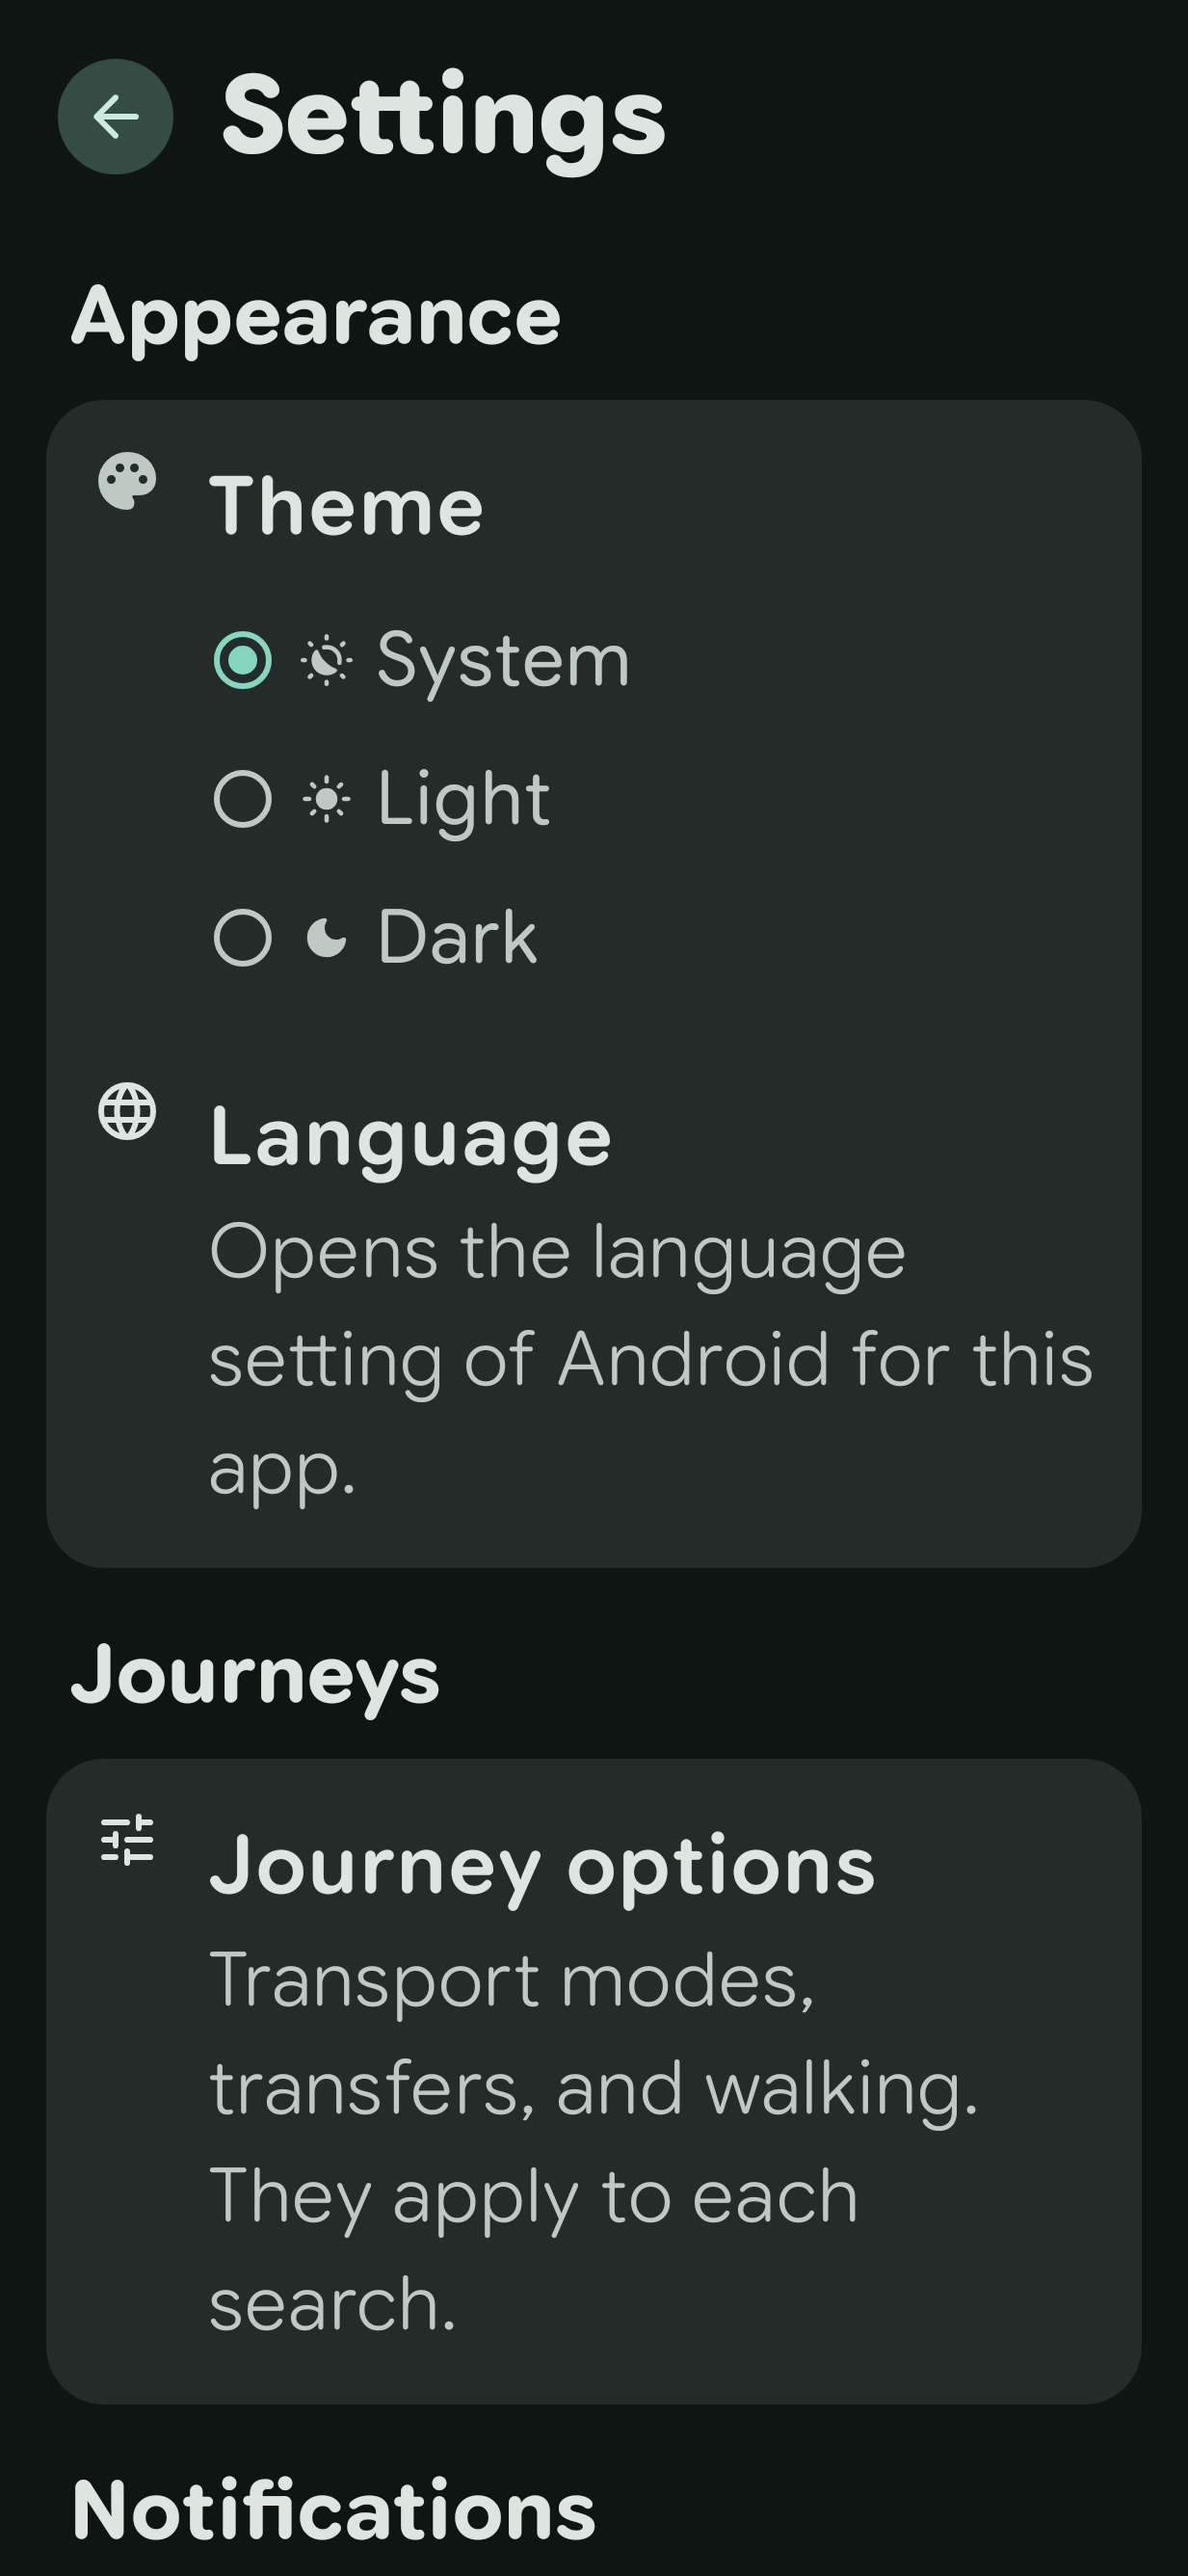 Settings
Appearance
Theme
System
Light
Dark
Language
Opens the language
setting of Android for this
app.
Journeys
Journey options
Transport modes,
transfers, and walking.
They apply to each
search.
Notifications